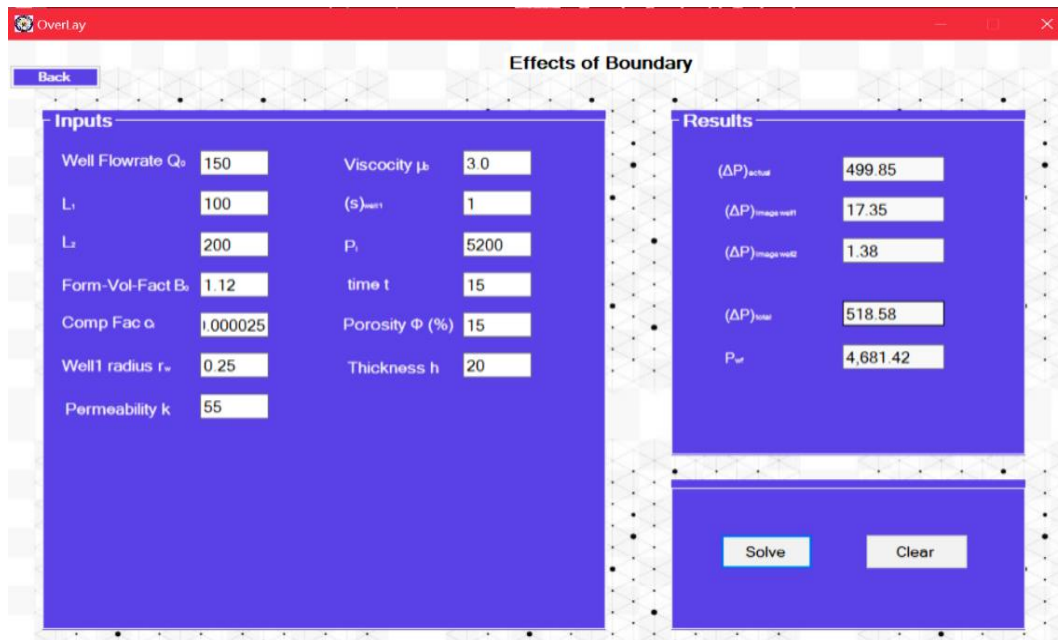 OverLay
Effects of Boundary
Back
Inputs
Well Flowrate Qₒ 150
L₁ 100
L₂ 200
Form-Vol-Fact Bₒ 1.12
Comp Fac cₜ 0.000025
Well1 radius r𝓌 0.25
Permeability k 55
Viscocity μₒ 3.0
(s)well1 1
Pᵢ 5200
time t 15
Porosity Φ (%) 15
Thickness h 20
Results
(ΔP)actual 499.85
(ΔP)image well1 17.35
(ΔP)image well2 1.38
(ΔP)total 518.58
Pwf 4,681.42
Solve Clear